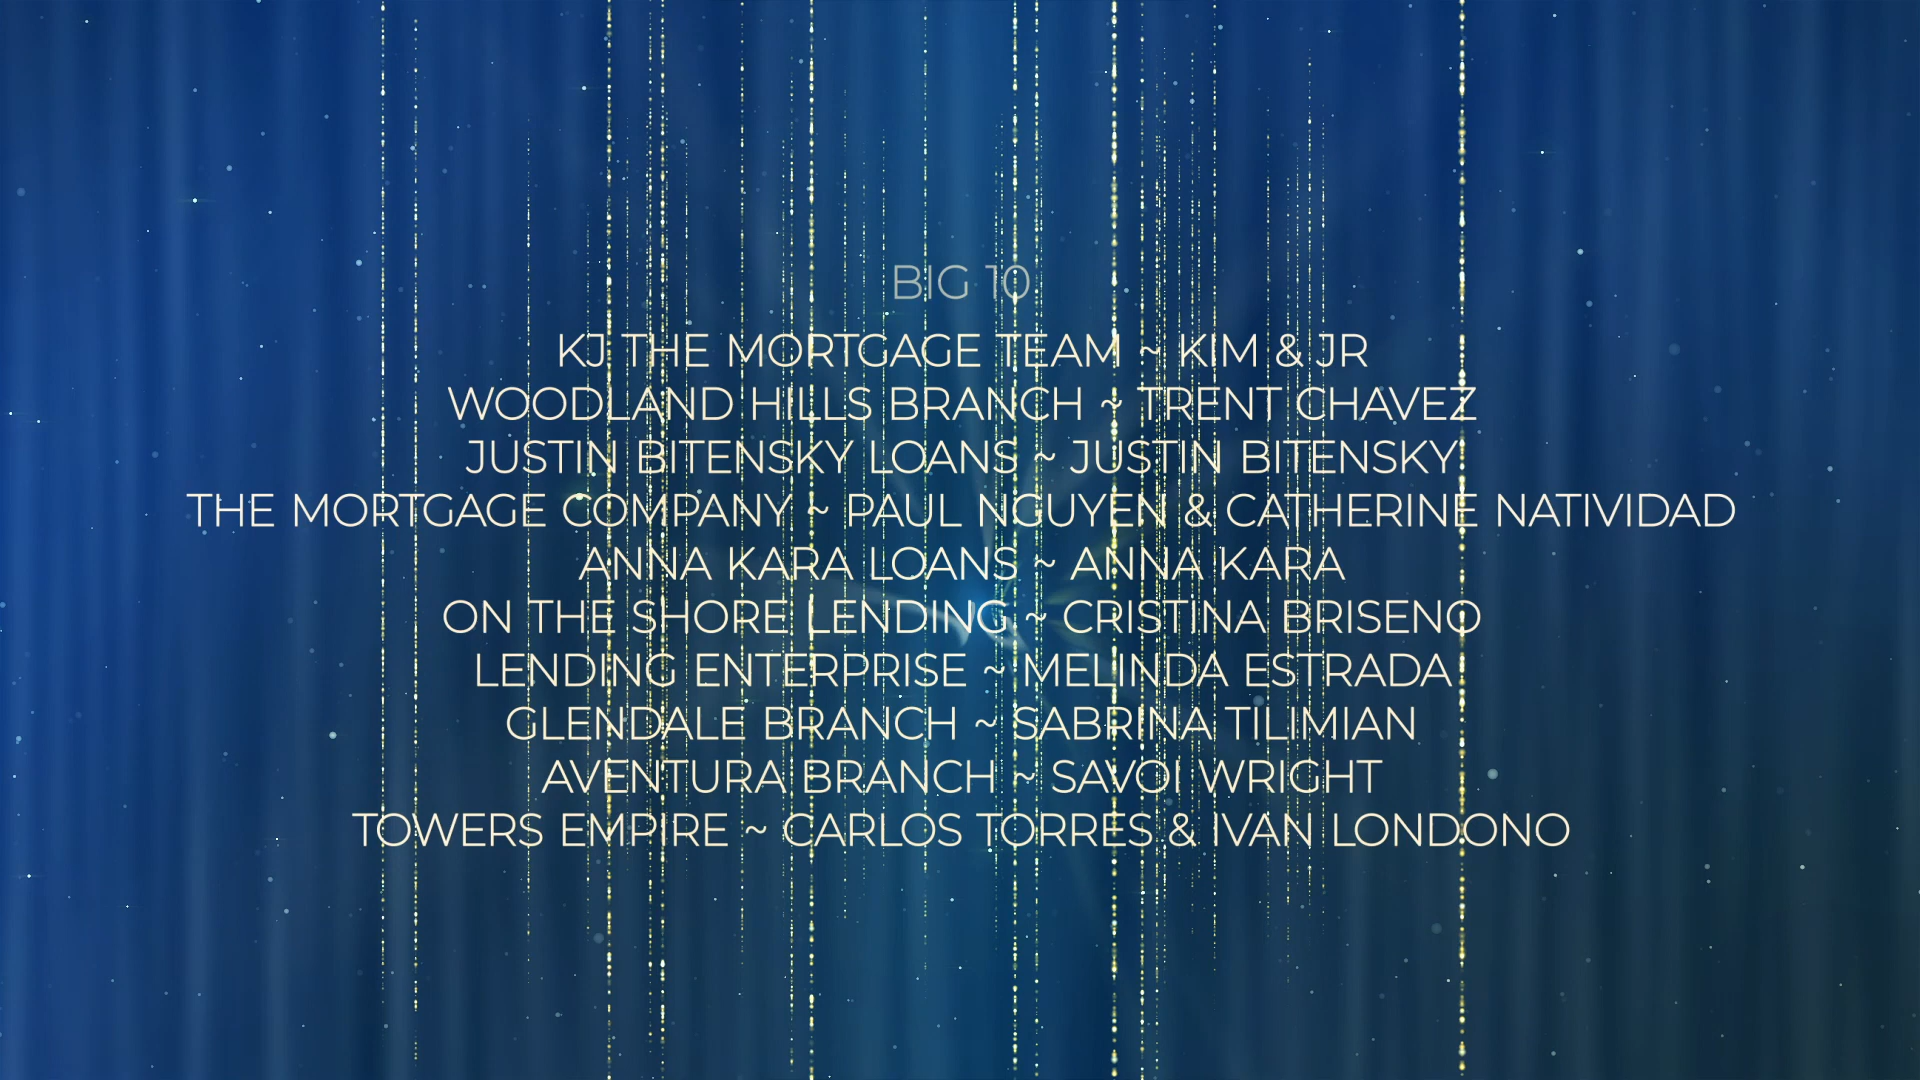 BIG 10
KJ THE MORTGAGE TEAM ~ KIM & JR
WOODLAND HILLS BRANCH ~ TRENT CHAVEZ
JUSTIN BITENSKY LOANS ~ JUSTIN BITENSKY
THE MORTGAGE COMPANY ~ PAUL NGUYEN & CATHERINE NATIVIDAD
ANNA KARA LOANS ~ ANNA KARA
ON THE SHORE LENDING ~ CRISTINA BRISENO
LENDING ENTERPRISE ~ MELINDA ESTRADA
GLENDALE BRANCH ~ SABRINA TILIMIAN
AVENTURA BRANCH ~ SAVOI WRIGHT
TOWERS EMPIRE ~ CARLOS TORRES & IVAN LONDONO